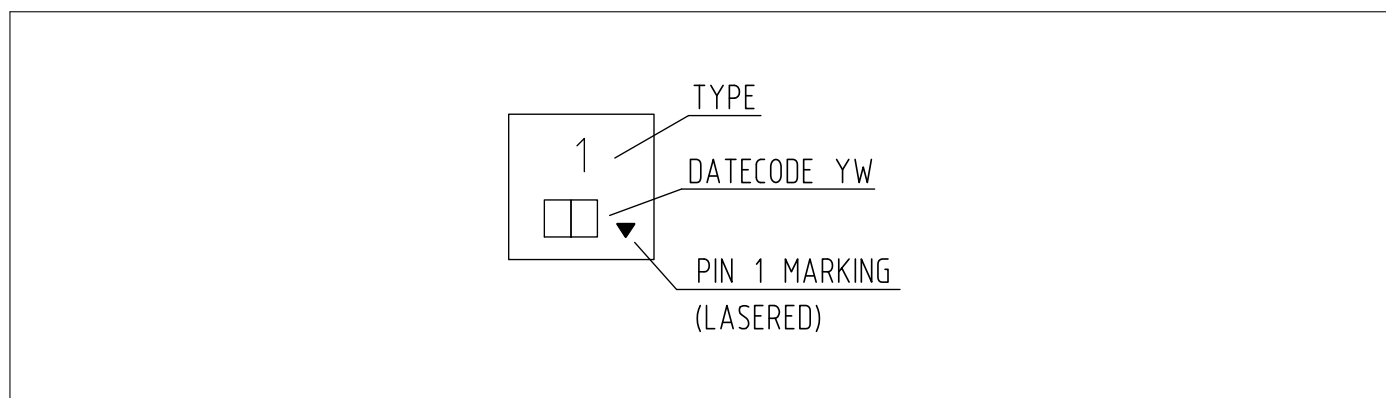 TYPE
1
DATECODE YW
PIN 1 MARKING
(LASERED)